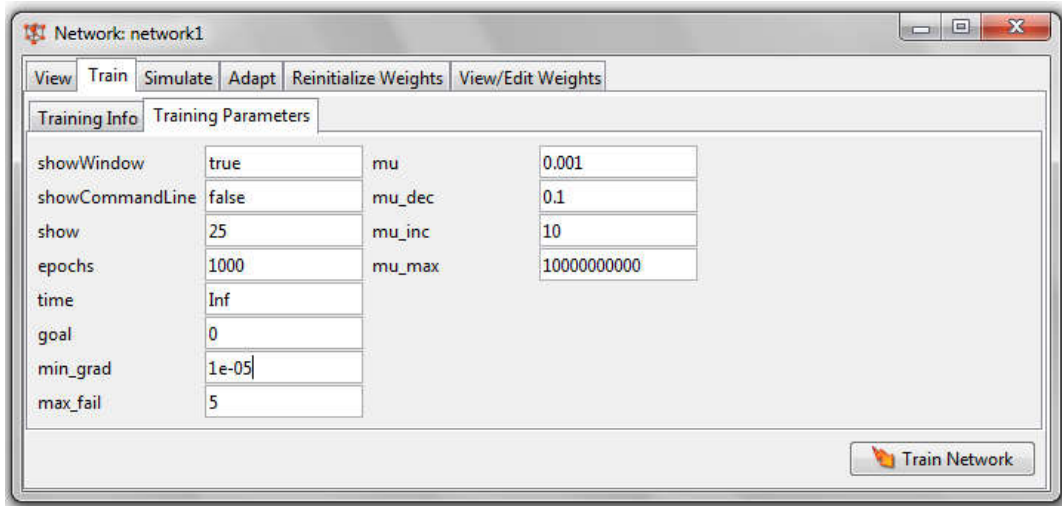 Network: network1
View Train Simulate Adapt Reinitialize Weights View/Edit Weights
Training Info Training Parameters
showWindow true mu 0.001
showCommandLine false mu_dec 0.1
show 25 mu_inc 10
epochs 1000 mu_max 10000000000
time Inf
goal 0
min_grad 1e-05
max_fail 5
Train Network